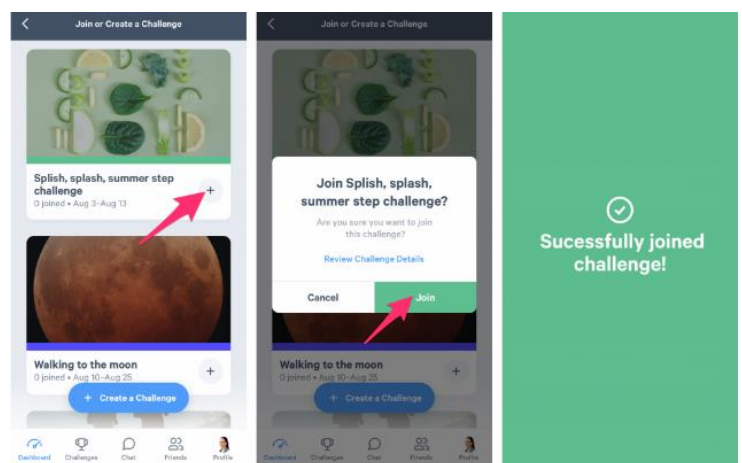 Join or Create a Challenge
Splish, splash, summer step
challenge
0 joined • Aug 3–Aug 13
Walking to the moon
0 joined • Aug 10–Aug 25
+ Create a Challenge
Dashboard Challenges Chat Friends Profile
Join or Create a Challenge
Join Splish, splash,
summer step challenge?
Are you sure you want to join
this challenge?
Review Challenge Details
Cancel Join
Walking to the moon
0 joined • Aug 10–Aug 25
+ Create a Challenge
Dashboard Challenges Chat Friends Profile
Sucessfully joined
challenge!